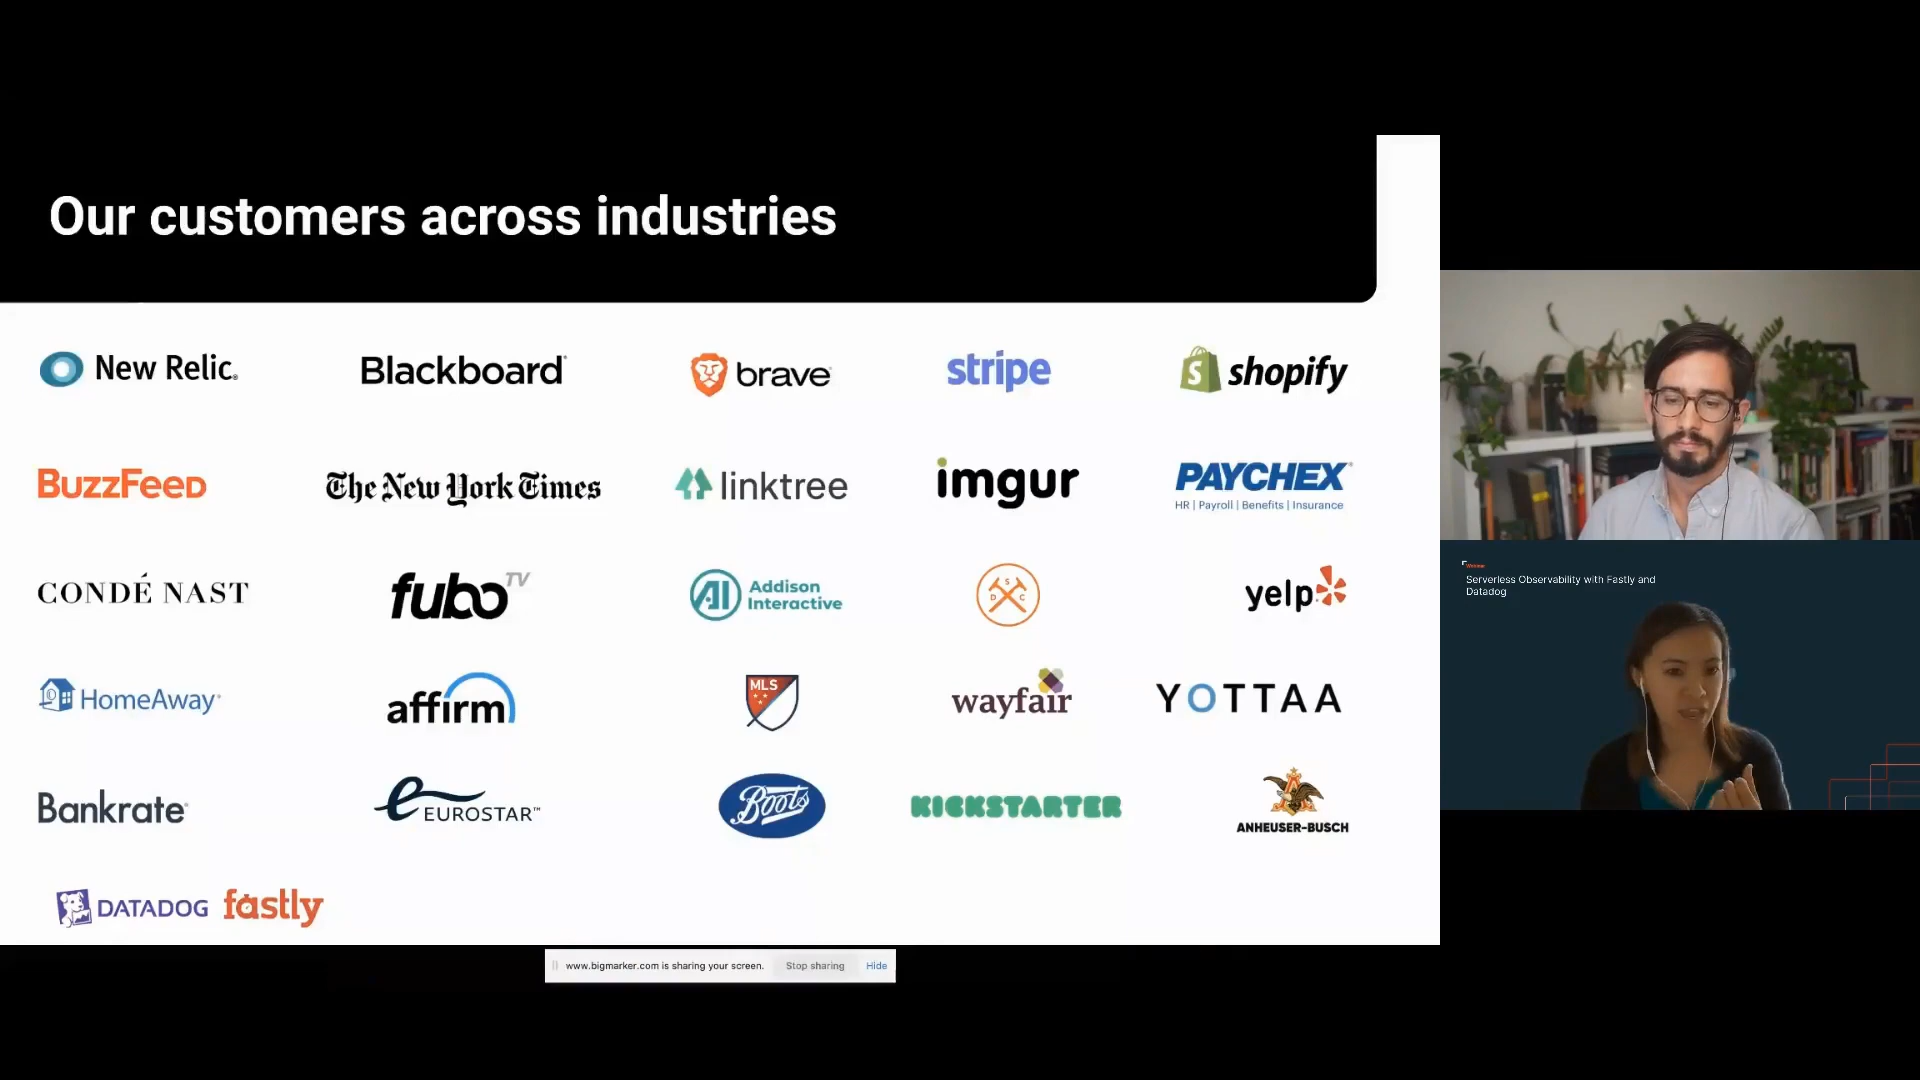 Our customers across industries
New Relic.
Blackboard
brave
stripe
shopify
BuzzFeed
The New York Times
linktree
imgur
PAYCHEX
HR | Payroll | Benefits | Insurance
CONDÉ NAST
fubo TV
AI Addison
Interactive
D S C
yelp
HomeAway
affirm
MLS
wayfair
YOTTAA
Bankrate
e EUROSTAR™
Boots
KICKSTARTER
A
ANHEUSER-BUSCH
DATADOG
fastly
www.bigmarker.com is sharing your screen.
Stop sharing
Hide
Webinar
Serverless Observability with Fastly and
Datadog